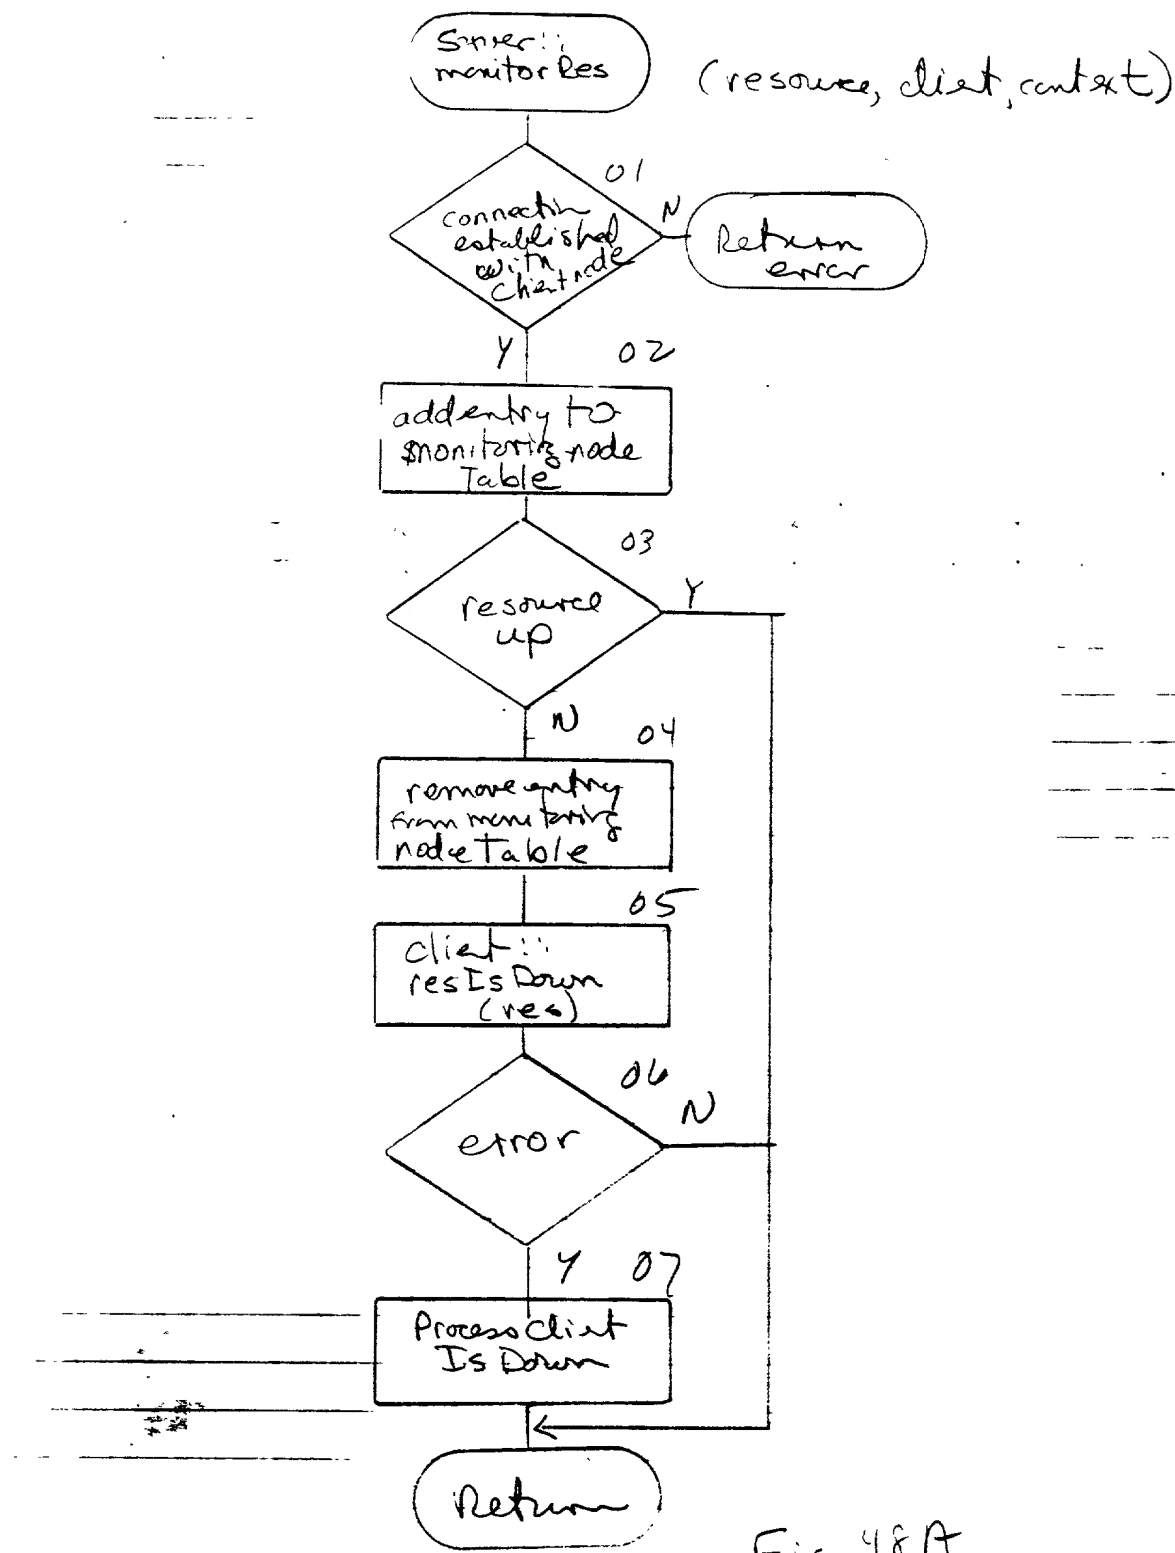 Server::
monitorRes
(resource, client, context)
01
connection
established
with
client node
N
Return
error
Y
02
add entry to
monitoring node
Table
03
resource
up
Y
N
04
remove entry
from monitoring
node Table
05
client::
resIsDown
(res)
06
error
N
Y
07
Process Client
Is Down
Return
Fig 48A